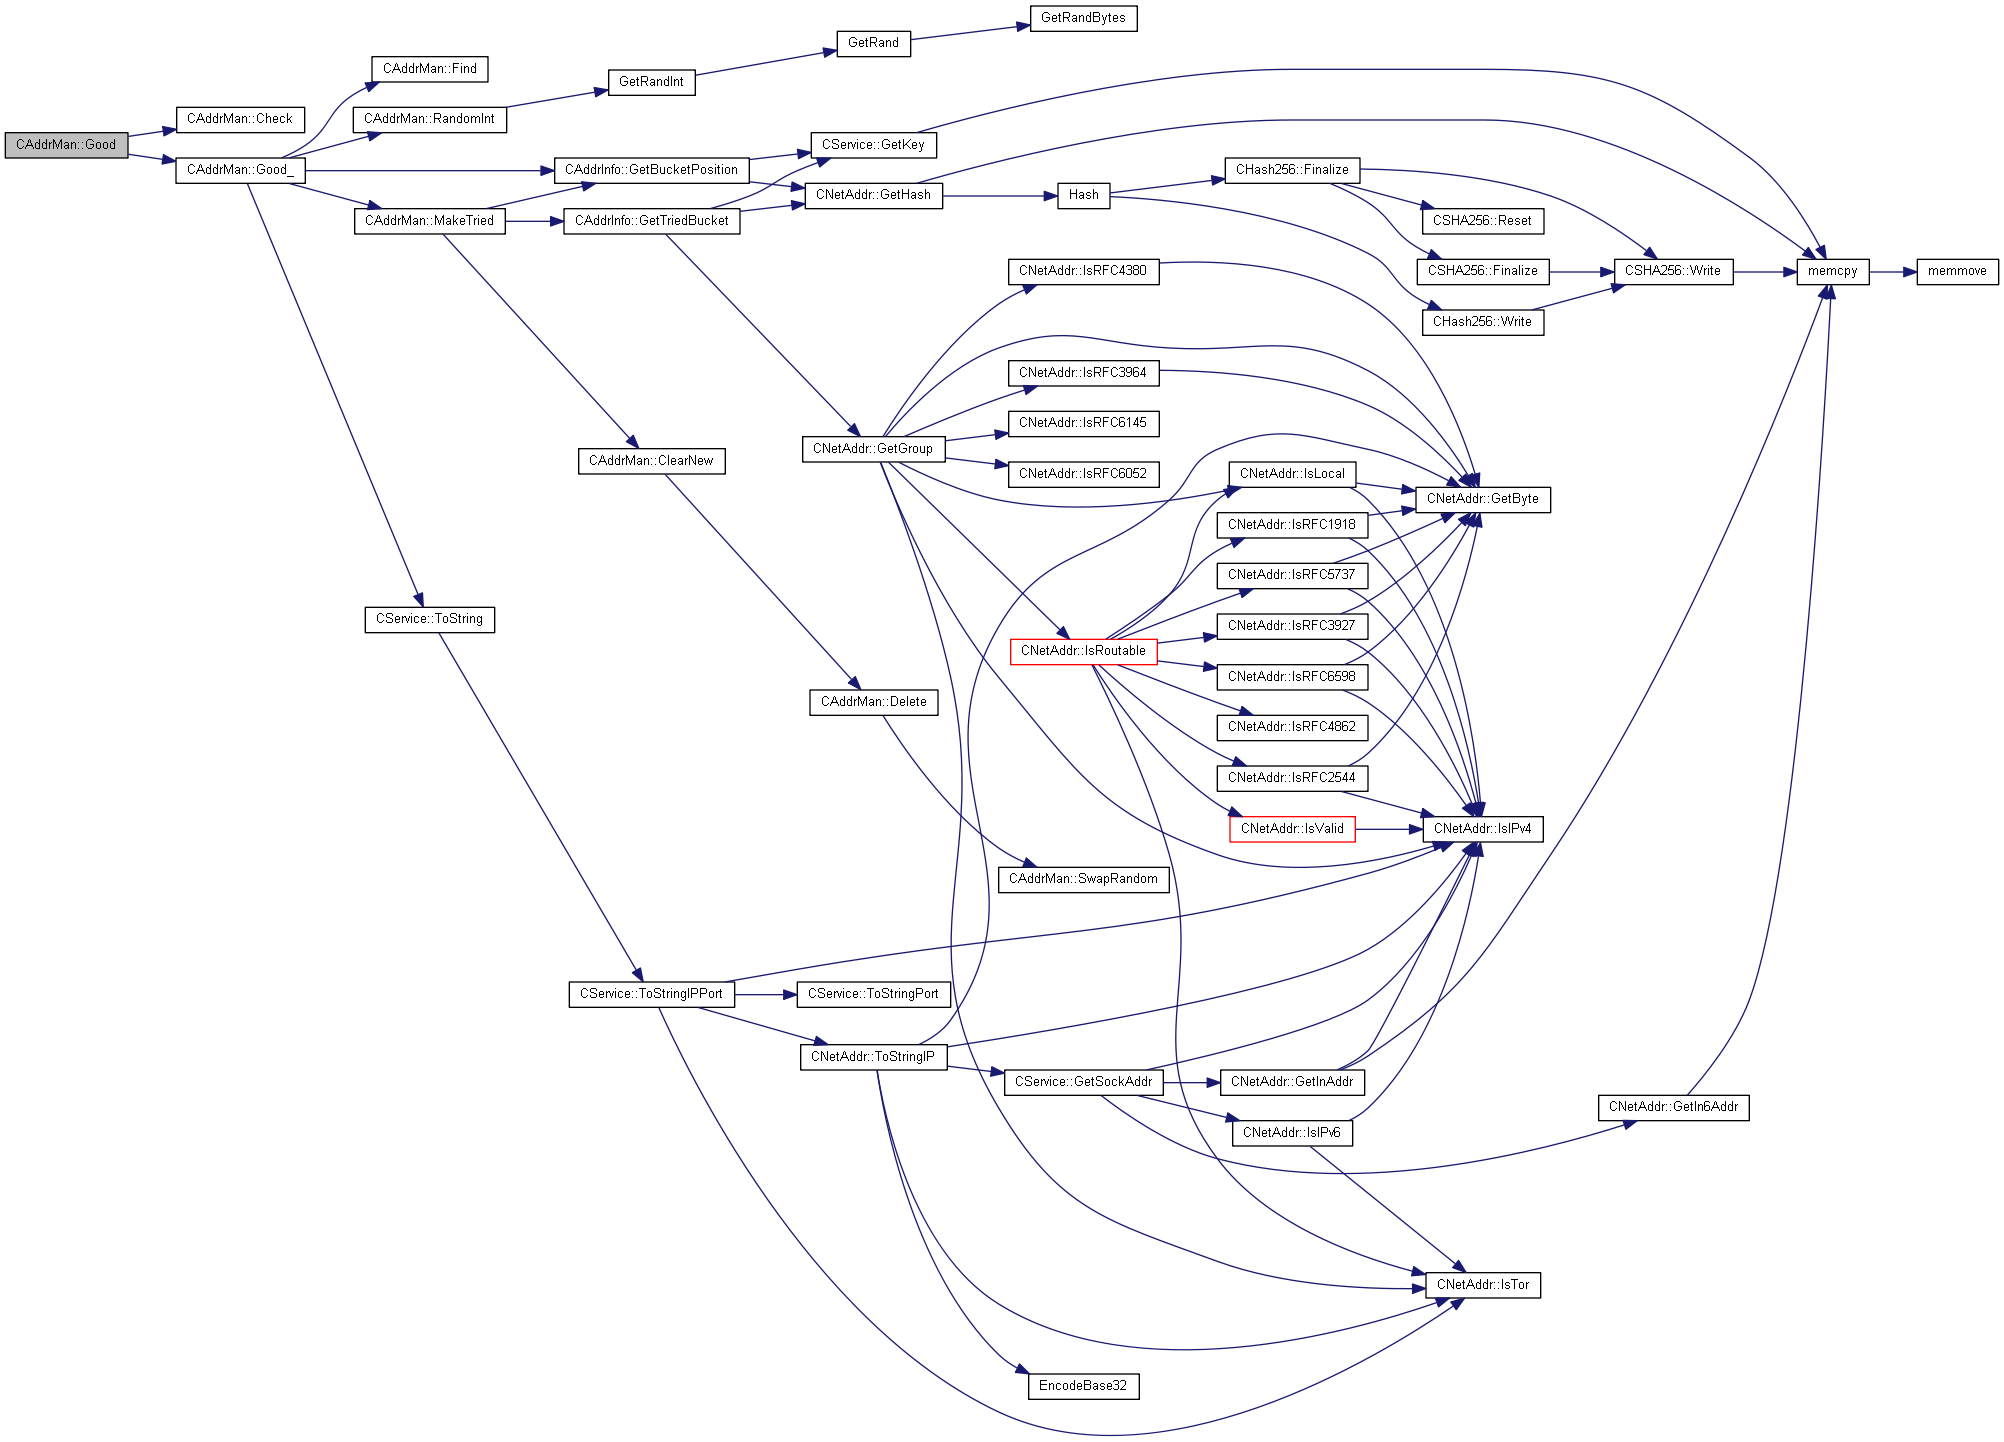 GetRandBytes
GetRand
CAddrMan::Find
GetRandInt
CAddrMan::Check
CAddrMan::RandomInt
CAddrMan::Good
CService::GetKey
CAddrMan::Good_
CAddrInfo::GetBucketPosition
CHash256::Finalize
CNetAddr::GetHash
Hash
CAddrMan::MakeTried
CAddrInfo::GetTriedBucket
CSHA256::Reset
CNetAddr::IsRFC4380
CSHA256::Finalize
CSHA256::Write
memcpy
memmove
CHash256::Write
CNetAddr::IsRFC3964
CNetAddr::IsRFC6145
CNetAddr::GetGroup
CAddrMan::ClearNew
CNetAddr::IsRFC6052
CNetAddr::IsLocal
CNetAddr::GetByte
CNetAddr::IsRFC1918
CNetAddr::IsRFC5737
CService::ToString
CNetAddr::IsRFC3927
CNetAddr::IsRoutable
CNetAddr::IsRFC6598
CAddrMan::Delete
CNetAddr::IsRFC4862
CNetAddr::IsRFC2544
CNetAddr::IsValid
CNetAddr::IsIPv4
CAddrMan::SwapRandom
CService::ToStringIPPort
CService::ToStringPort
CNetAddr::ToStringIP
CService::GetSockAddr
CNetAddr::GetInAddr
CNetAddr::GetIn6Addr
CNetAddr::IsIPv6
CNetAddr::IsTor
EncodeBase32